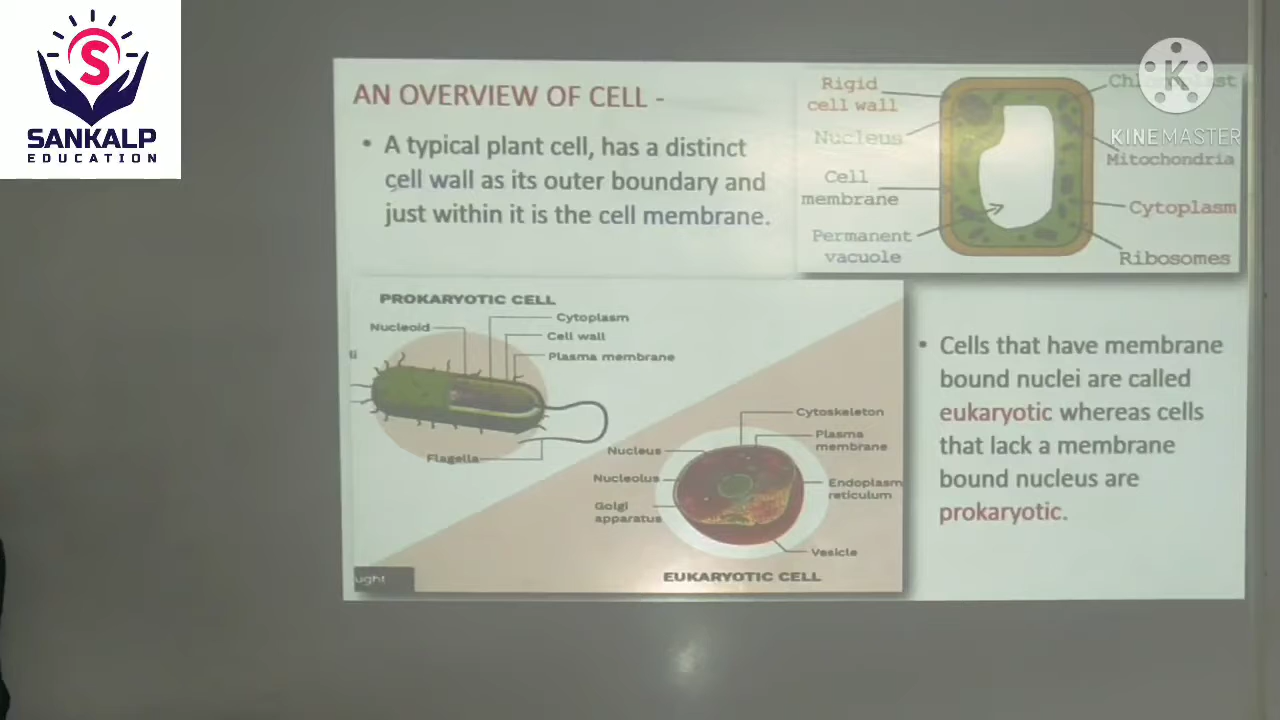 S
SANKALP
EDUCATION
AN OVERVIEW OF CELL -
• A typical plant cell, has a distinct
cell wall as its outer boundary and
just within it is the cell membrane.
Rigid
cell wall
Nucleus
Cell
membrane
Permanent
vacuole
K
KINEMASTER
Mitochondria
Cytoplasm
Ribosomes
PROKARYOTIC CELL
Nucleoid
Cytoplasm
Cell wall
Plasma membrane
Flagella
Cytoskeleton
Plasma
membrane
Nucleus
Nucleolus
Golgi
apparatus
Endoplasm
reticulum
Vesicle
EUKARYOTIC CELL
ught
• Cells that have membrane
bound nuclei are called
eukaryotic whereas cells
that lack a membrane
bound nucleus are
prokaryotic.